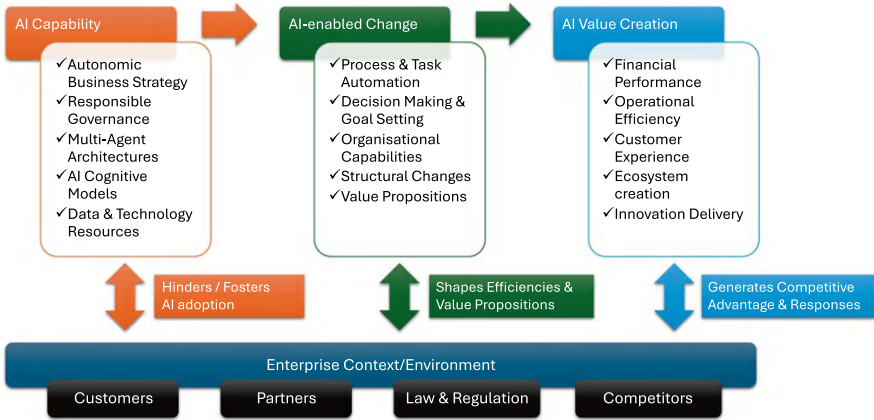 AI Capability
AI-enabled Change
AI Value Creation
✓Autonomic
Business Strategy
✓Responsible
Governance
✓Multi-Agent
Architectures
✓AI Cognitive
Models
✓Data & Technology
Resources
✓Process & Task
Automation
✓Decision Making &
Goal Setting
✓Organisational
Capabilities
✓Structural Changes
✓Value Propositions
✓Financial
Performance
✓Operational
Efficiency
✓Customer
Experience
✓Ecosystem
creation
✓Innovation Delivery
Hinders / Fosters
AI adoption
Shapes Efficiencies &
Value Propositions
Generates Competitive
Advantage & Responses
Enterprise Context/Environment
Customers
Partners
Law & Regulation
Competitors